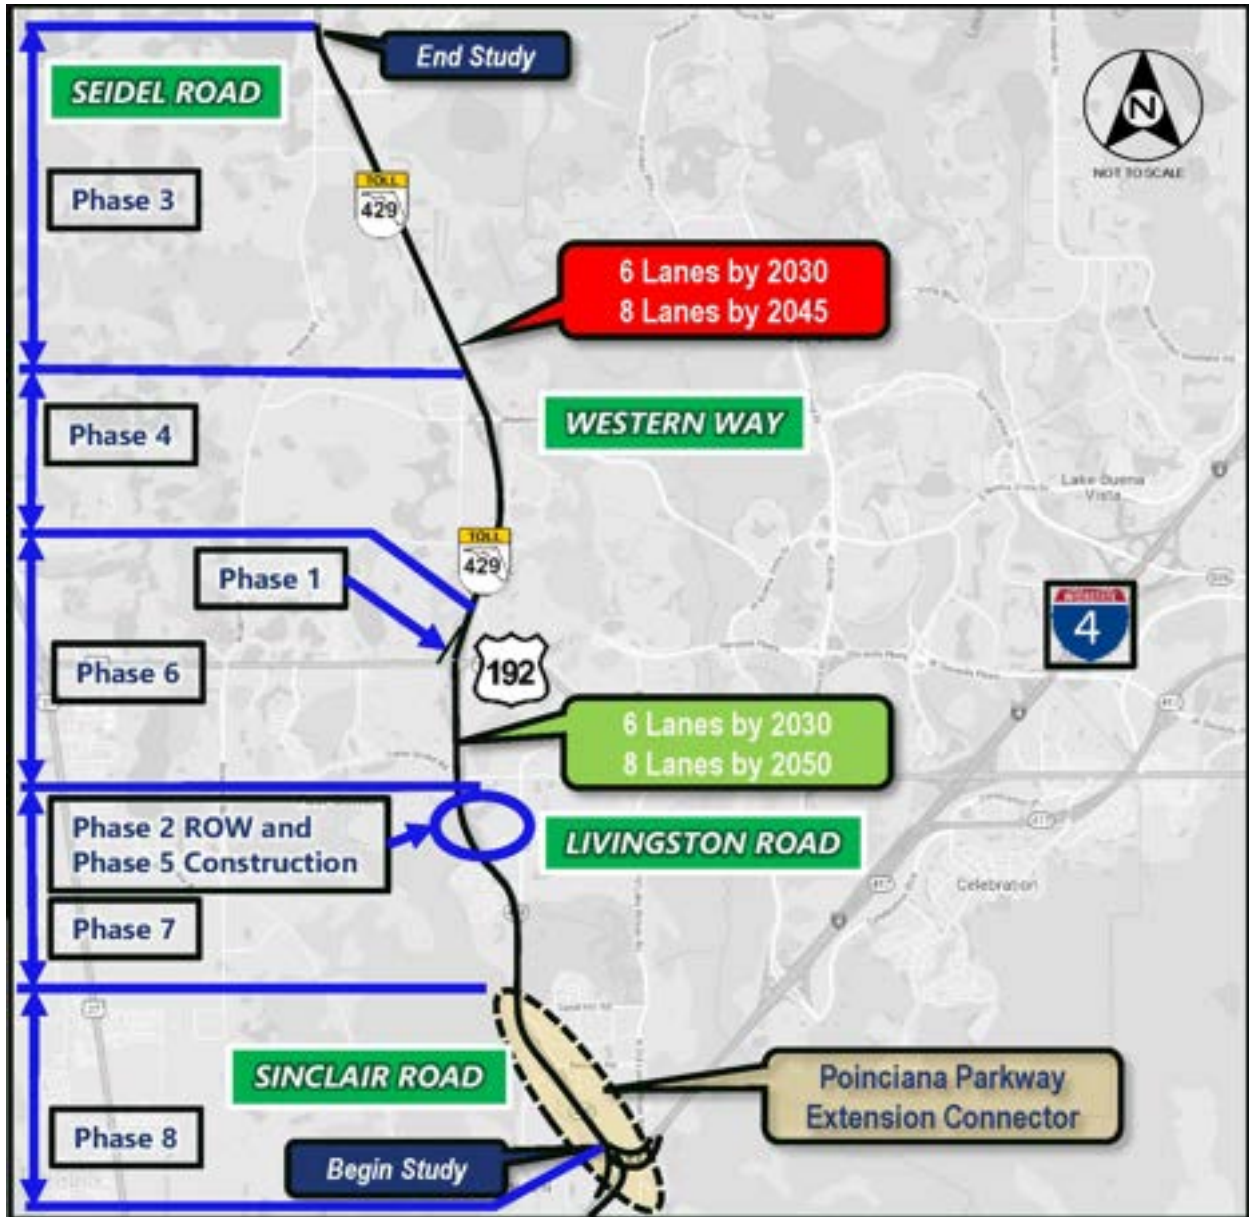 End Study
SEIDEL ROAD
N
NOT TO SCALE
Phase 3
TOLL
429
6 Lanes by 2030
8 Lanes by 2045
Phase 4
WESTERN WAY
Lake Buena
Vista
TOLL
429
Phase 1
4
Phase 6
192
6 Lanes by 2030
8 Lanes by 2050
Phase 2 ROW and
Phase 5 Construction
LIVINGSTON ROAD
Celebration
Phase 7
SINCLAIR ROAD
Poinciana Parkway
Extension Connector
Phase 8
Begin Study